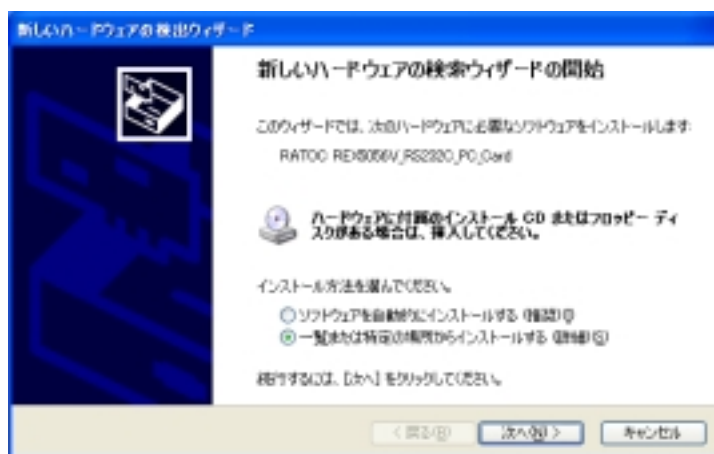 新しいハードウェアの検出ウィザード
新しいハードウェアの検索ウィザードの開始
このウィザードでは、次のハードウェアに必要なソフトウェアをインストールします:
RATOC REX5056V_RS232C_PC_Card
ハードウェアに付属のインストール CD またはフロッピー ディ
スクがある場合は、挿入してください。
インストール方法を選んでください。
ソフトウェアを自動的にインストールする (推奨)(I)
一覧または特定の場所からインストールする (詳細)(S)
続行するには、[次へ] をクリックしてください。
< 戻る(B)
次へ(N) >
キャンセル